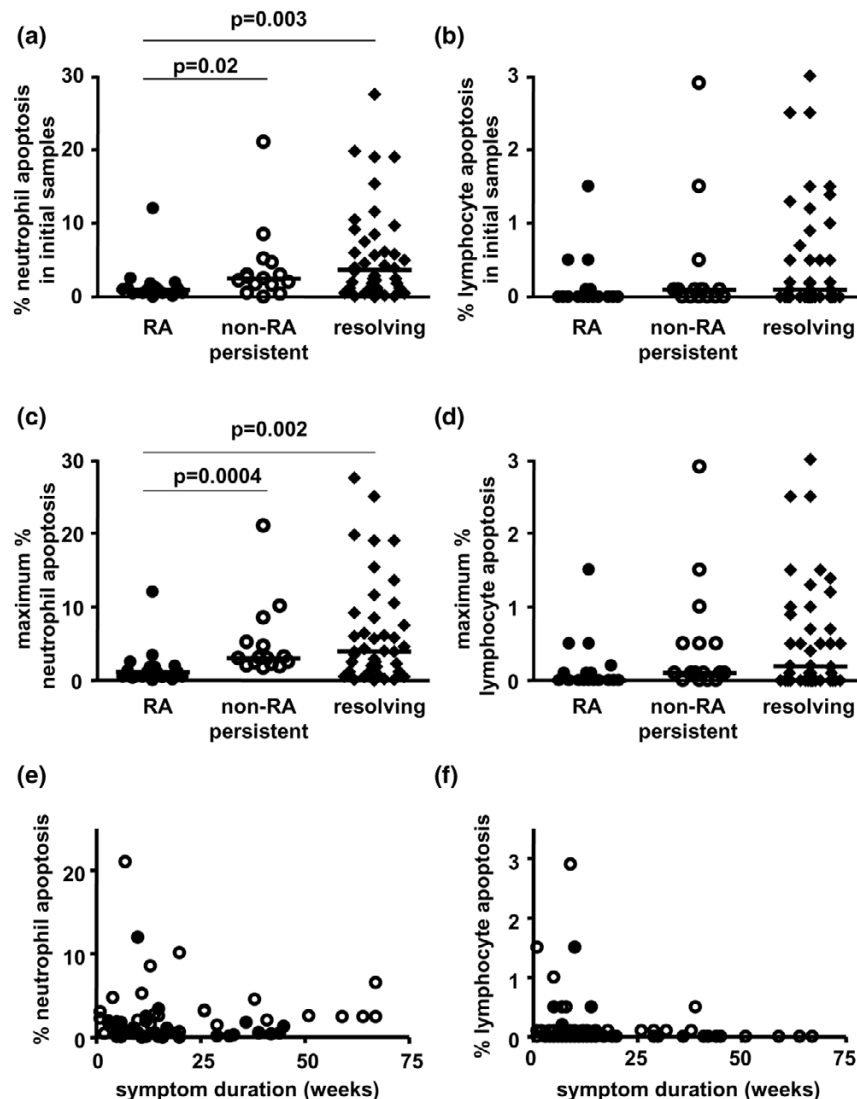 (a)
p=0.003
p=0.02
% neutrophil apoptosis
in initial samples
30
20
10
0
RA
non-RA
persistent
resolving
(b)
% lymphocyte apoptosis
in initial samples
3
2
1
0
RA
non-RA
persistent
resolving
(c)
p=0.002
p=0.0004
maximum %
neutrophil apoptosis
30
20
10
0
RA
non-RA
persistent
resolving
(d)
maximum %
lymphocyte apoptosis
3
2
1
0
RA
non-RA
persistent
resolving
(e)
% neutrophil apoptosis
20
10
0
0
25
50
75
symptom duration (weeks)
(f)
% lymphocyte apoptosis
3
2
1
0
0
25
50
75
symptom duration (weeks)